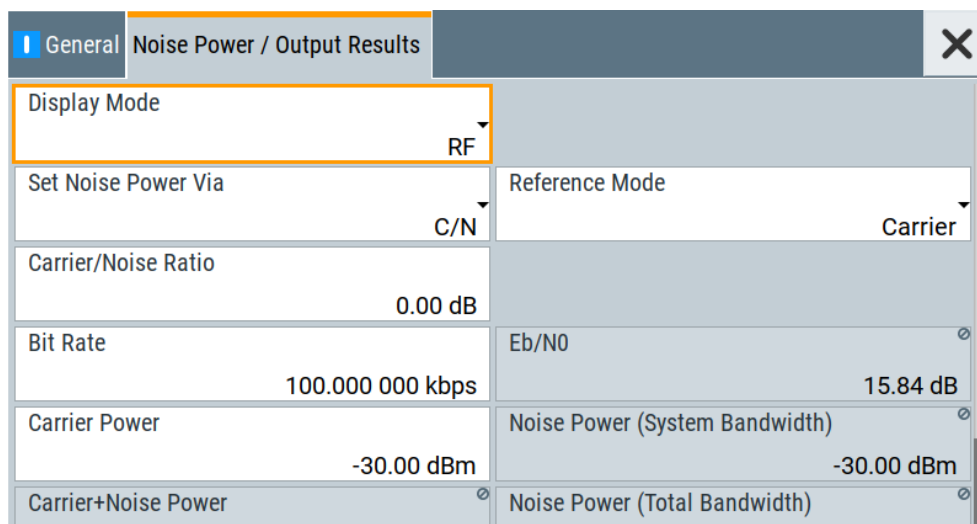 General
Noise Power / Output Results
Display Mode
RF
Set Noise Power Via
C/N
Reference Mode
Carrier
Carrier/Noise Ratio
0.00 dB
Bit Rate
100.000 000 kbps
Eb/N0
15.84 dB
Carrier Power
-30.00 dBm
Noise Power (System Bandwidth)
-30.00 dBm
Carrier+Noise Power
Noise Power (Total Bandwidth)